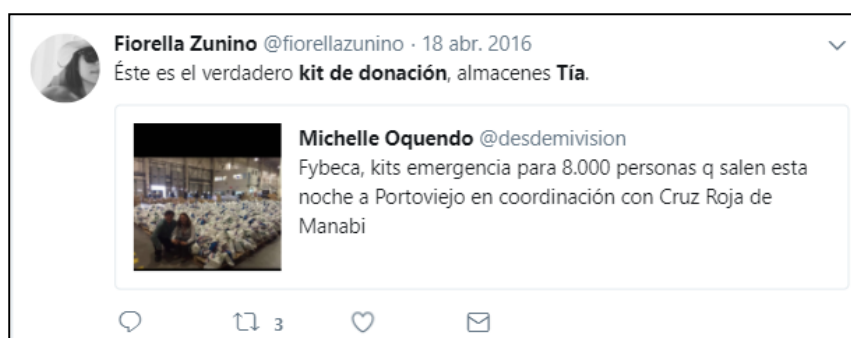 Fiorella Zunino @fiorellazunino · 18 abr. 2016
Éste es el verdadero kit de donación, almacenes Tía.
Michelle Oquendo @desdemivision
Fybeca, kits emergencia para 8.000 personas q salen esta
noche a Portoviejo en coordinación con Cruz Roja de
Manabi
3